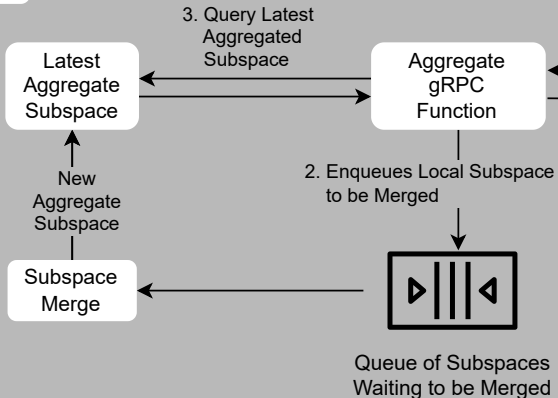 3. Query Latest
Aggregated
Subspace
Latest
Aggregate
Subspace
Aggregate
gRPC
Function
2. Enqueues Local Subspace
to be Merged
New
Aggregate
Subspace
Subspace
Merge
Queue of Subspaces
Waiting to be Merged